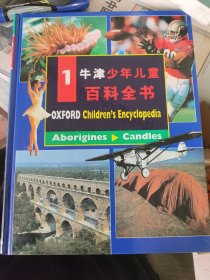 1
牛津少年儿童
百科全书
OXFORD Children's Encyclopedia
Aborigines ▶ Candles